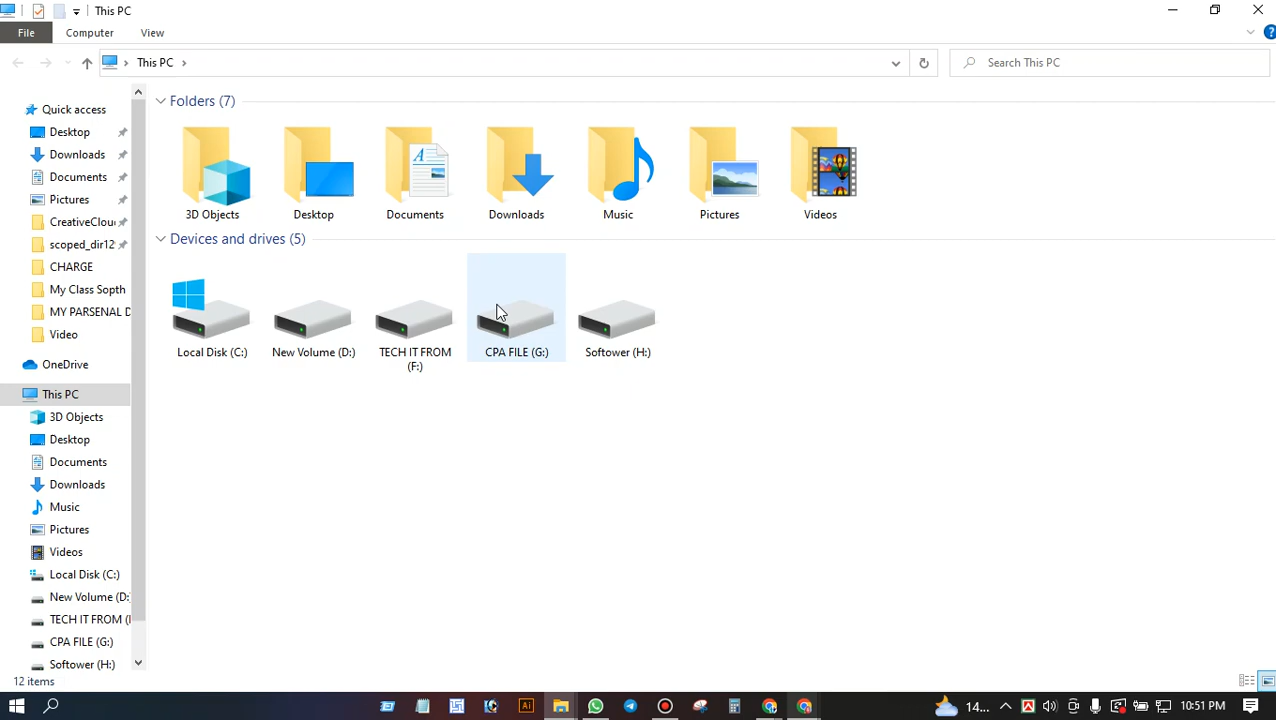 This PC
File Computer View
This PC
Search This PC
Quick access
Desktop
Downloads
Documents
Pictures
CreativeClou
scoped_dir12
CHARGE
My Class Sopth
MY PARSENAL D
Video
OneDrive
This PC
3D Objects
Desktop
Documents
Downloads
Music
Pictures
Videos
Local Disk (C:)
New Volume (D:
TECH IT FROM (
CPA FILE (G:)
Softower (H:)
Folders (7)
3D Objects
Desktop
Documents
Downloads
Music
Pictures
Videos
Devices and drives (5)
Local Disk (C:)
New Volume (D:)
TECH IT FROM
(F:)
CPA FILE (G:)
Softower (H:)
12 items
Ai
14...
10:51 PM